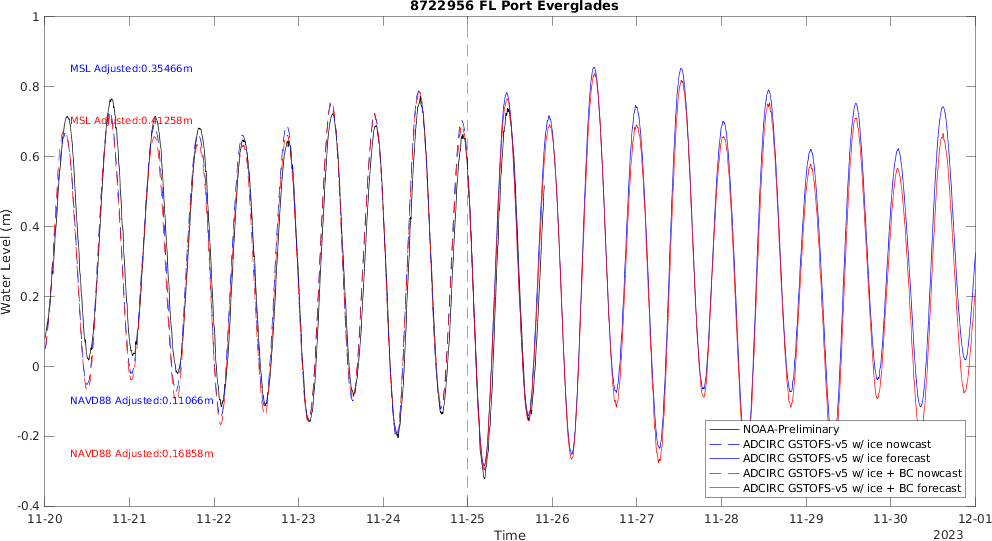 8722956 FL Port Everglades
1
0.8
0.6
0.4
0.2
0
-0.2
-0.4
Water Level (m)
MSL Adjusted:0.35466m
MSL Adjusted:0.41258m
NAVD88 Adjusted:0.11066m
NAVD88 Adjusted:0.16858m
NOAA-Preliminary
ADCIRC GSTOFS-v5 w/ ice nowcast
ADCIRC GSTOFS-v5 w/ ice forecast
ADCIRC GSTOFS-v5 w/ ice + BC nowcast
ADCIRC GSTOFS-v5 w/ ice + BC forecast
11-20 11-21 11-22 11-23 11-24 11-25 11-26 11-27 11-28 11-29 11-30 12-01
Time
2023